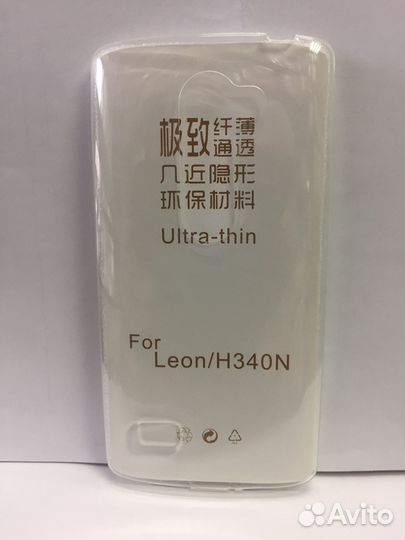 极致纤薄
通透
几近隐形
环保材料
Ultra-thin
For
Leon/H340N
Avito